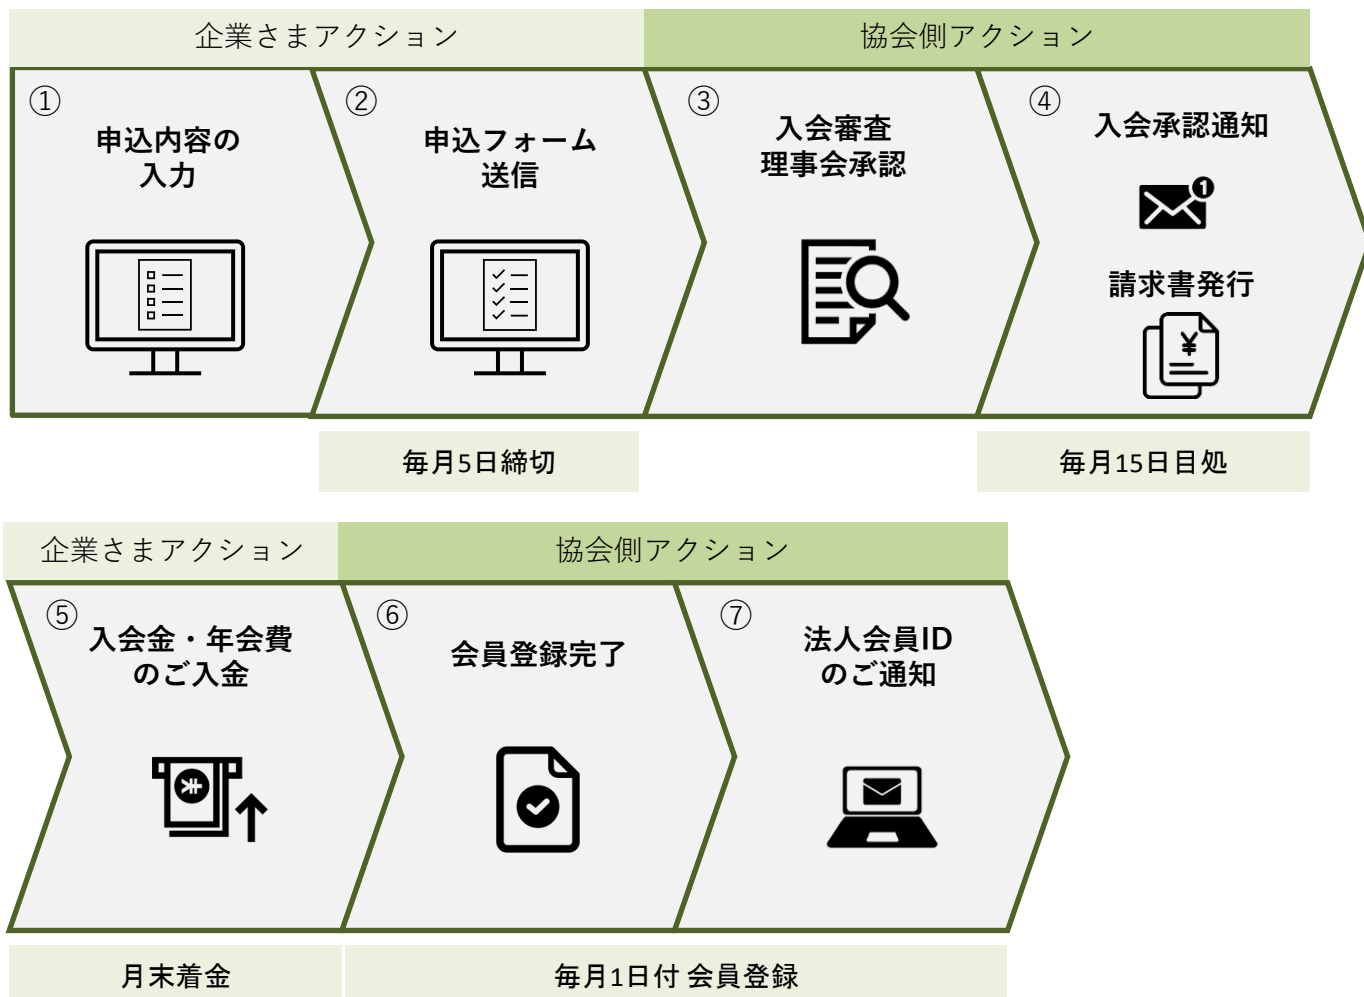 企業さまアクション
協会側アクション
①
申込内容の
入力
②
申込フォーム
送信
③
入会審査
理事会承認
④
入会承認通知
1
請求書発行
¥
毎月5日締切
毎月15日目処
企業さまアクション
協会側アクション
⑤
入会金・年会費
のご入金
¥
⑥
会員登録完了
⑦
法人会員ID
のご通知
月末着金
毎月1日付 会員登録